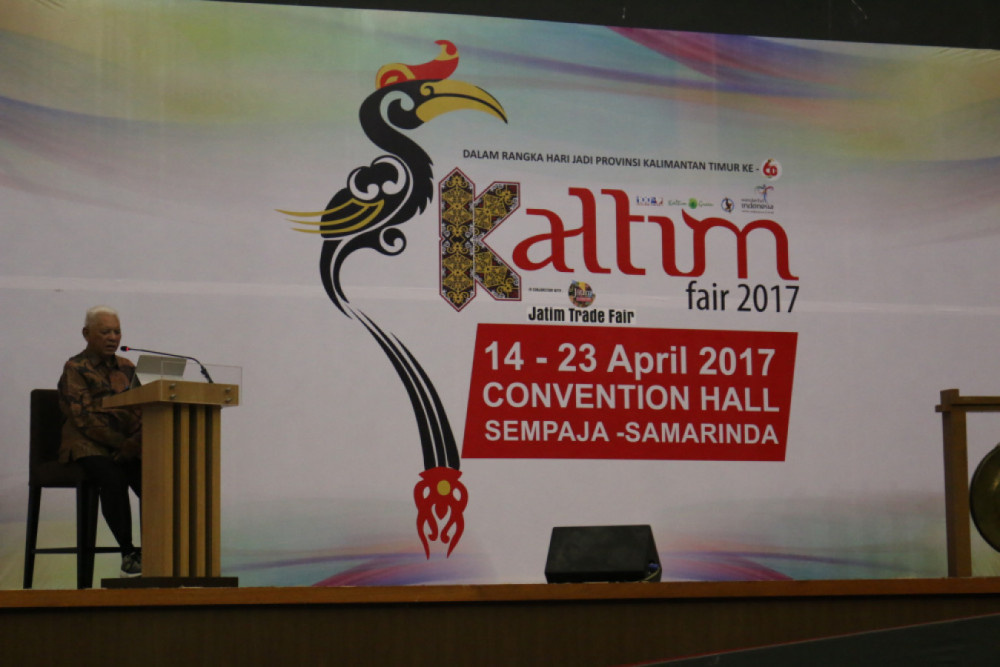 DALAM RANGKA HARI JADI PROVINSI KALIMANTAN TIMUR KE - 60
Kaltim
fair 2017
Jatim Trade Fair
14 - 23 April 2017
CONVENTION HALL
SEMPAJA -SAMARINDA